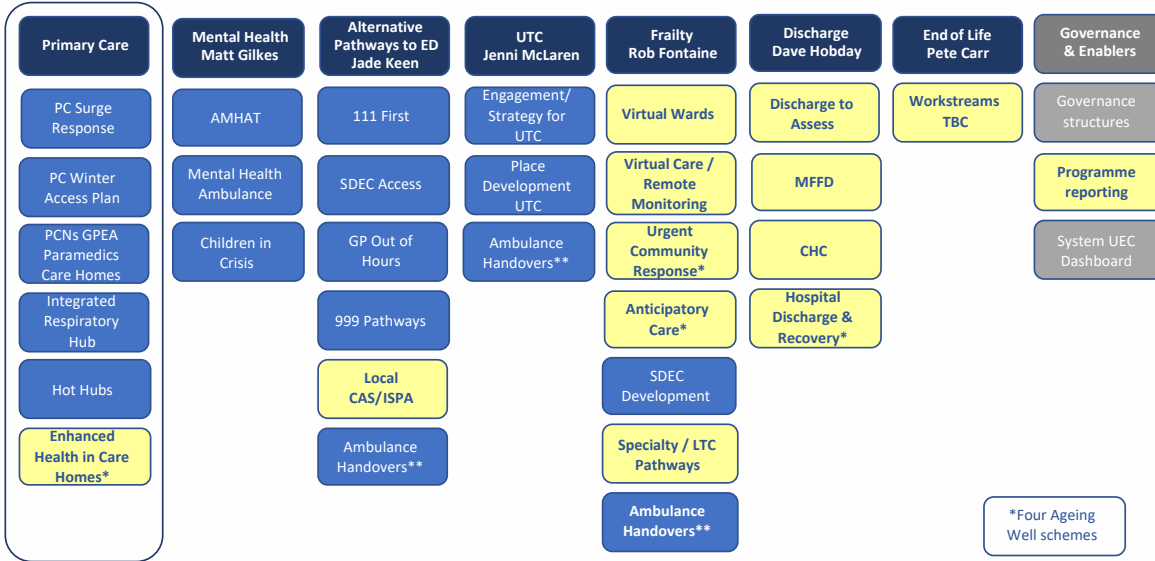 Primary Care
PC Surge
Response
PC Winter
Access Plan
PCNs GPEA
Paramedics
Care Homes
Integrated
Respiratory
Hub
Hot Hubs
Enhanced
Health in Care
Homes*
Mental Health
Matt Gilkes
AMHAT
Mental Health
Ambulance
Children in
Crisis
Alternative
Pathways to ED
Jade Keen
111 First
SDEC Access
GP Out of
Hours
999 Pathways
Local
CAS/ISPA
Ambulance
Handovers**
UTC
Jenni McLaren
Engagement/
Strategy for
UTC
Place
Development
UTC
Ambulance
Handovers**
Frailty
Rob Fontaine
Virtual Wards
Virtual Care /
Remote
Monitoring
Urgent
Community
Response*
Anticipatory
Care*
SDEC
Development
Specialty / LTC
Pathways
Ambulance
Handovers**
Discharge
Dave Hobday
Discharge to
Assess
MFFD
CHC
Hospital
Discharge &
Recovery*
End of Life
Pete Carr
Workstreams
TBC
Governance
& Enablers
Governance
structures
Programme
reporting
System UEC
Dashboard
*Four Ageing
Well schemes